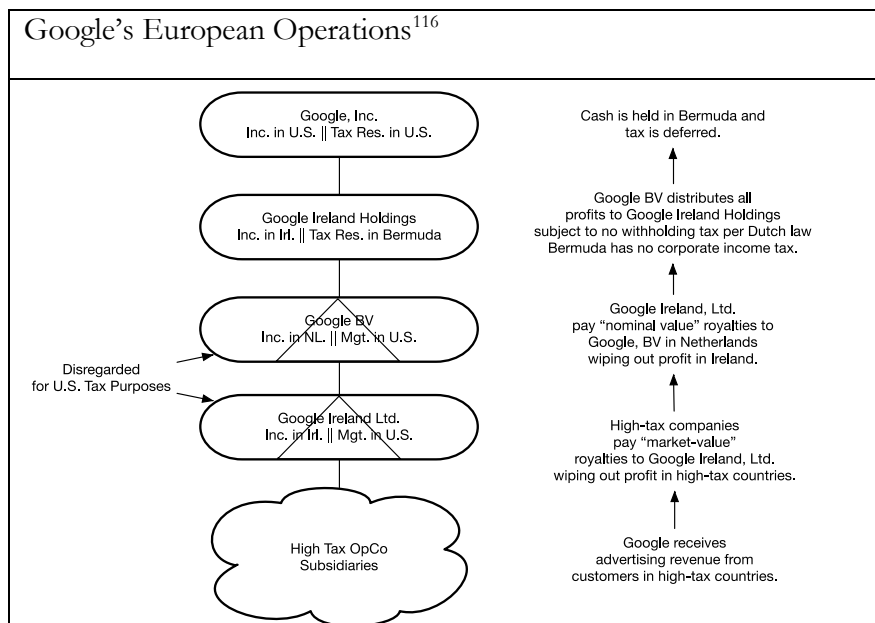 Google's European Operations116
Google, Inc.
Inc. in U.S. || Tax Res. in U.S.
Google Ireland Holdings
Inc. in Irl. || Tax Res. in Bermuda
Google BV
Inc. in NL. || Mgt. in U.S.
Disregarded
for U.S. Tax Purposes
Google Ireland Ltd.
Inc. in Irl. || Mgt. in U.S.
High Tax OpCo
Subsidiaries
Cash is held in Bermuda and
tax is deferred.
Google BV distributes all
profits to Google Ireland Holdings
subject to no withholding tax per Dutch law
Bermuda has no corporate income tax.
Google Ireland, Ltd.
pay “nominal value” royalties to
Google, BV in Netherlands
wiping out profit in Ireland.
High-tax companies
pay “market-value”
royalties to Google Ireland, Ltd.
wiping out profit in high-tax countries.
Google receives
advertising revenue from
customers in high-tax countries.